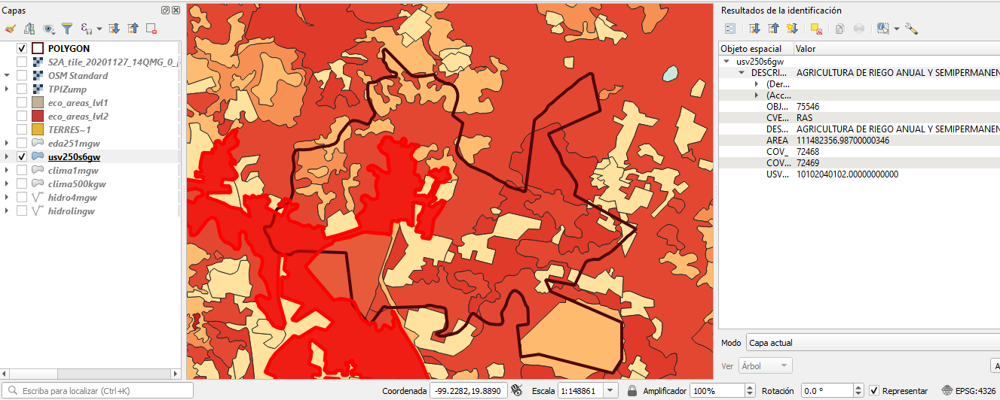 Capas
POLYGON
S2A_tile_20201127_14QMG_0_
OSM Standard
TPIZump
eco_areas_lvl1
eco_areas_lvl2
TERRES~1
eda251mgw
usv250s6gw
clima1mgw
clima500kgw
hidro4mgw
hidrolingw
Resultados de la identificación
Objeto espacial Valor
usv250s6gw
DESCRI... AGRICULTURA DE RIEGO ANUAL Y SEMIPERMANEN
(Der...
(Acc...
OBJ... 75546
CVE... RAS
DES... AGRICULTURA DE RIEGO ANUAL Y SEMIPERMANEN
AREA 111482356.98700000346
COV_ 72468
COV... 72469
USV... 10102040102.00000000000
Modo Capa actual
Ver Árbol A
Escriba para localizar (Ctrl+K) Coordenada -99.2282,19.8890 Escala 1:148861 Amplificador 100% Rotación 0.0 ° Representar EPSG:4326